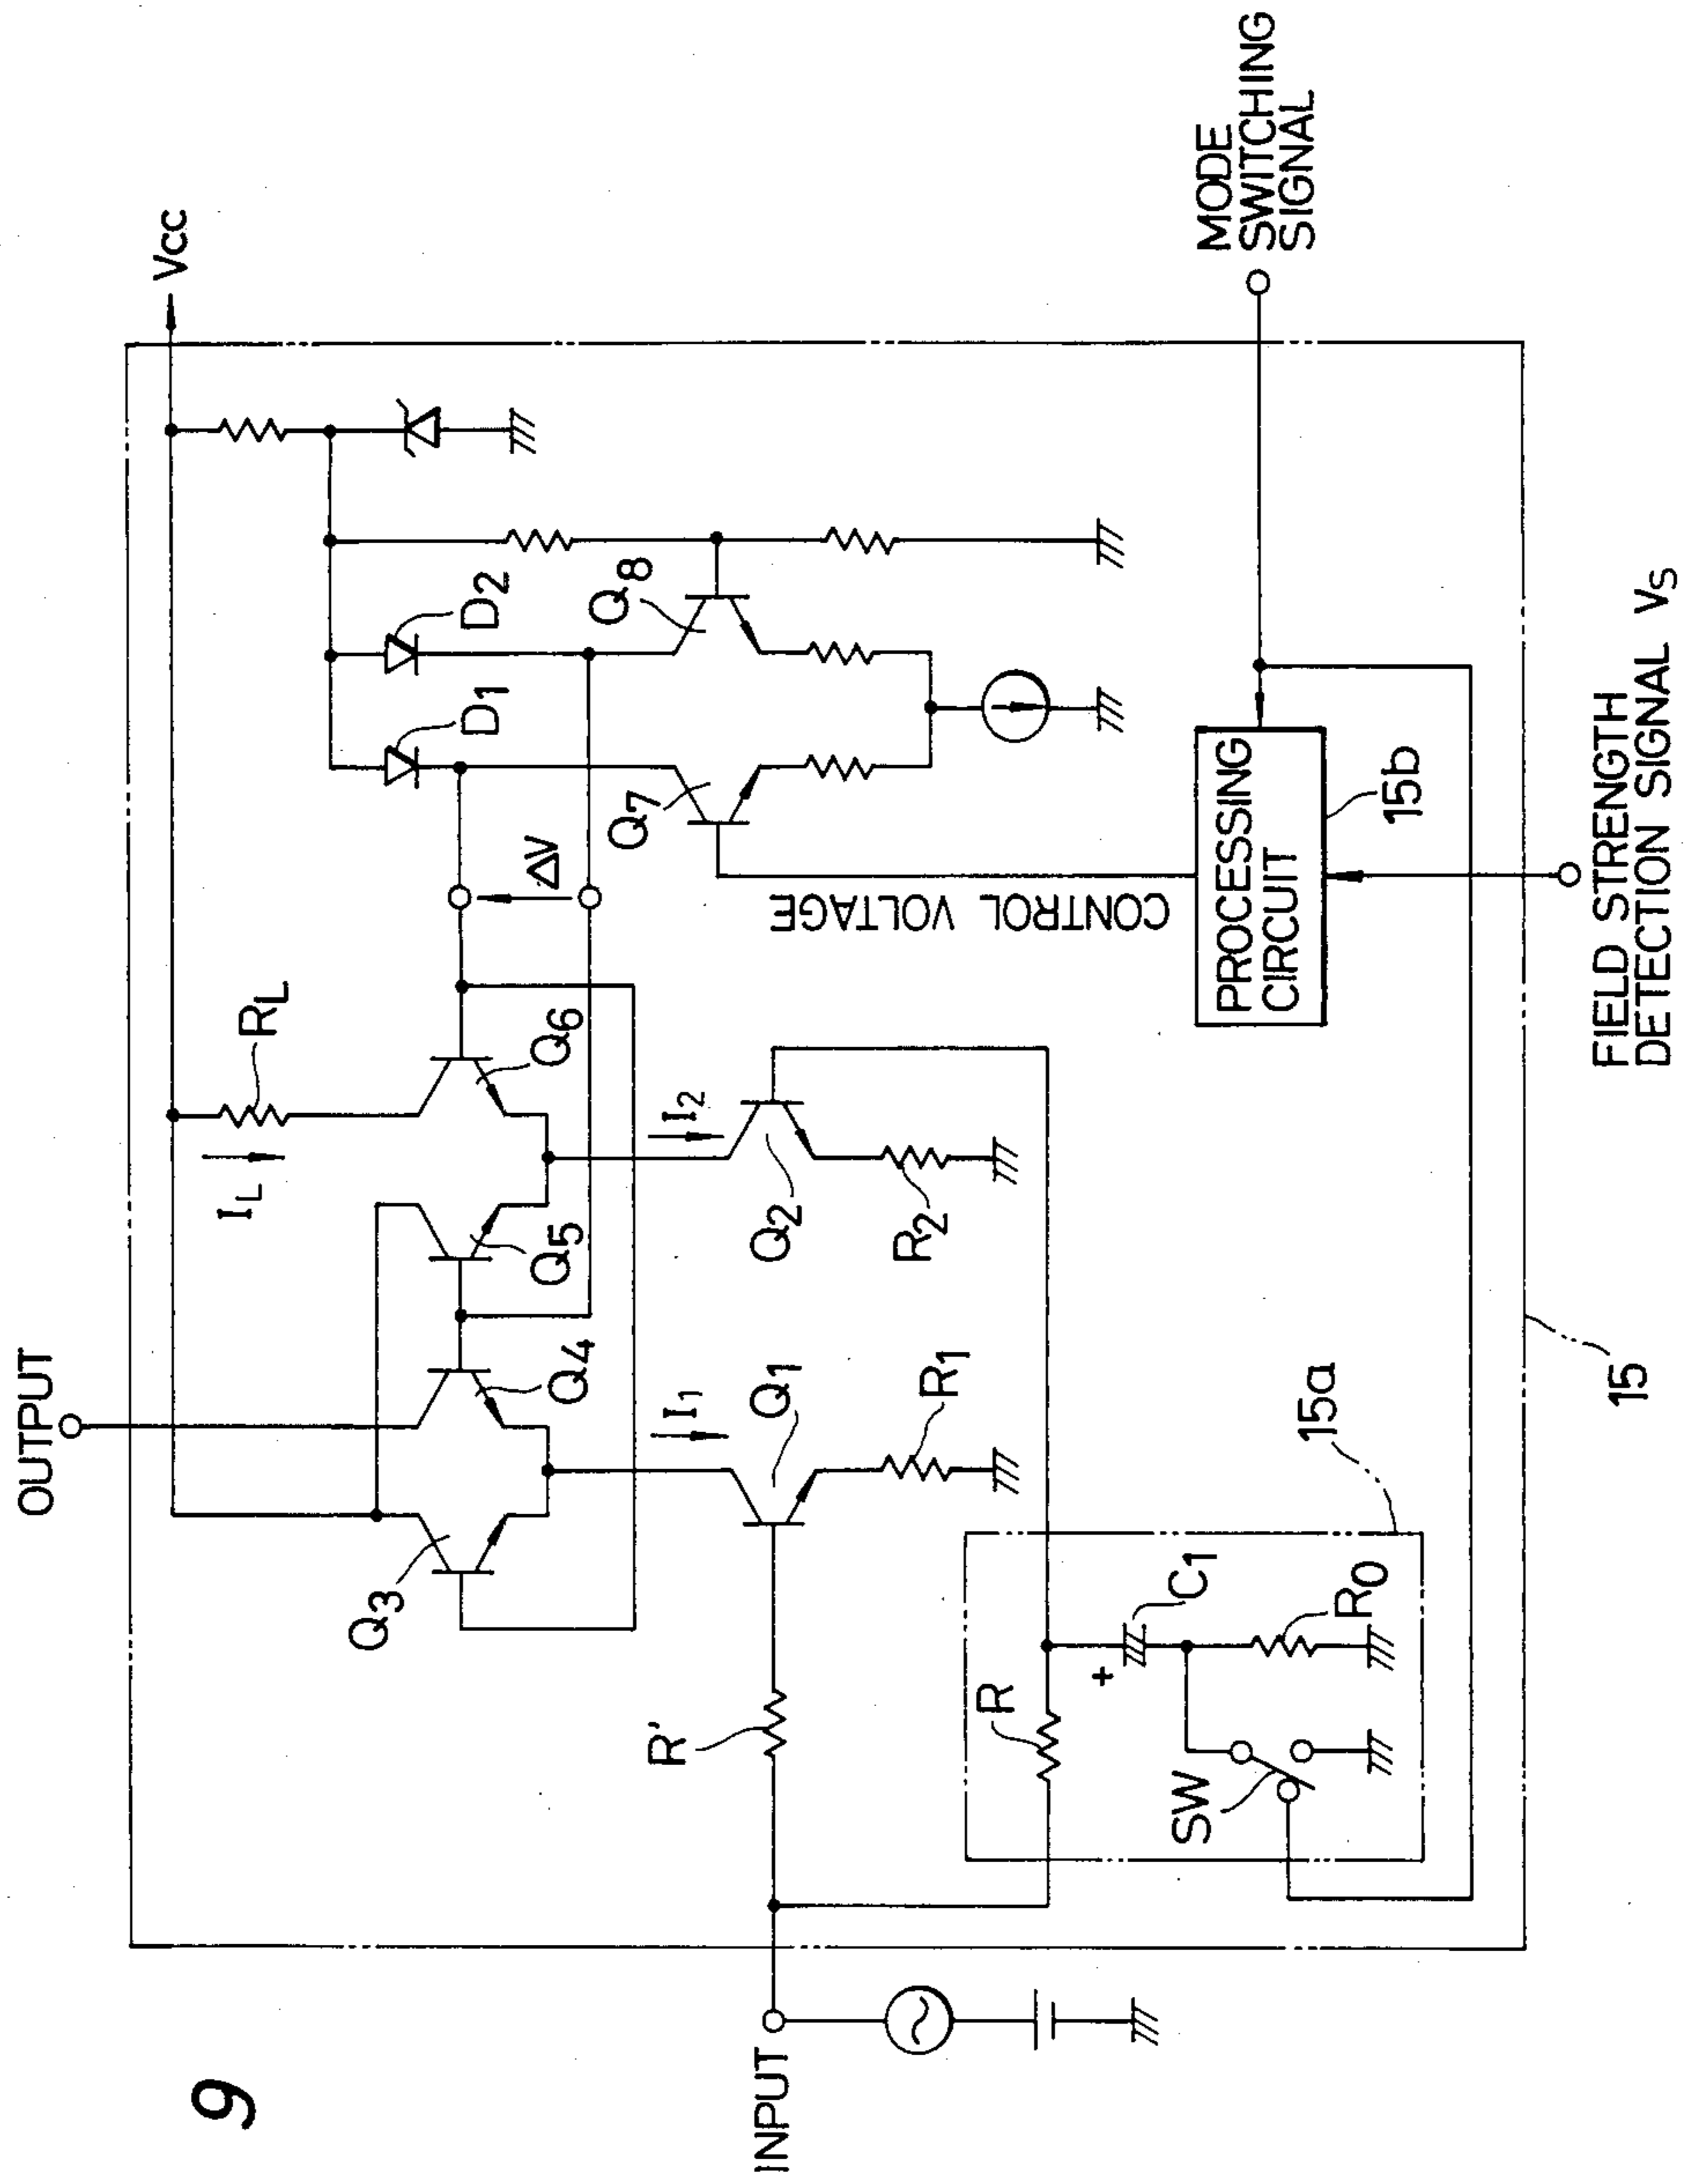 9
OUTPUT
Vcc
IL
RL
Q3
Q4
Q5
Q6
ΔV
D1
D2
I1
I2
Q7
Q8
R'
Q1
Q2
R1
R2
INPUT
CONTROL VOLTAGE
R
+
C1
SW
R0
15a
PROCESSING
CIRCUIT
15b
MODE
SWITCHING
SIGNAL
15
FIELD STRENGTH
DETECTION SIGNAL VS